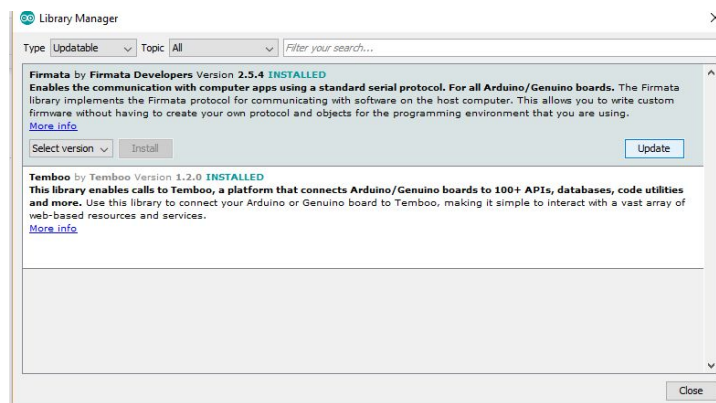 Library Manager
Type Updatable Topic All Filter your search...
Firmata by Firmata Developers Version 2.5.4 INSTALLED
Enables the communication with computer apps using a standard serial protocol. For all Arduino/Genuino boards. The Firmata
library implements the Firmata protocol for communicating with software on the host computer. This allows you to write custom
firmware without having to create your own protocol and objects for the programming environment that you are using.
More info
Select version Install Update
Temboo by Temboo Version 1.2.0 INSTALLED
This library enables calls to Temboo, a platform that connects Arduino/Genuino boards to 100+ APIs, databases, code utilities
and more. Use this library to connect your Arduino or Genuino board to Temboo, making it simple to interact with a vast array of
web-based resources and services.
More info
Close